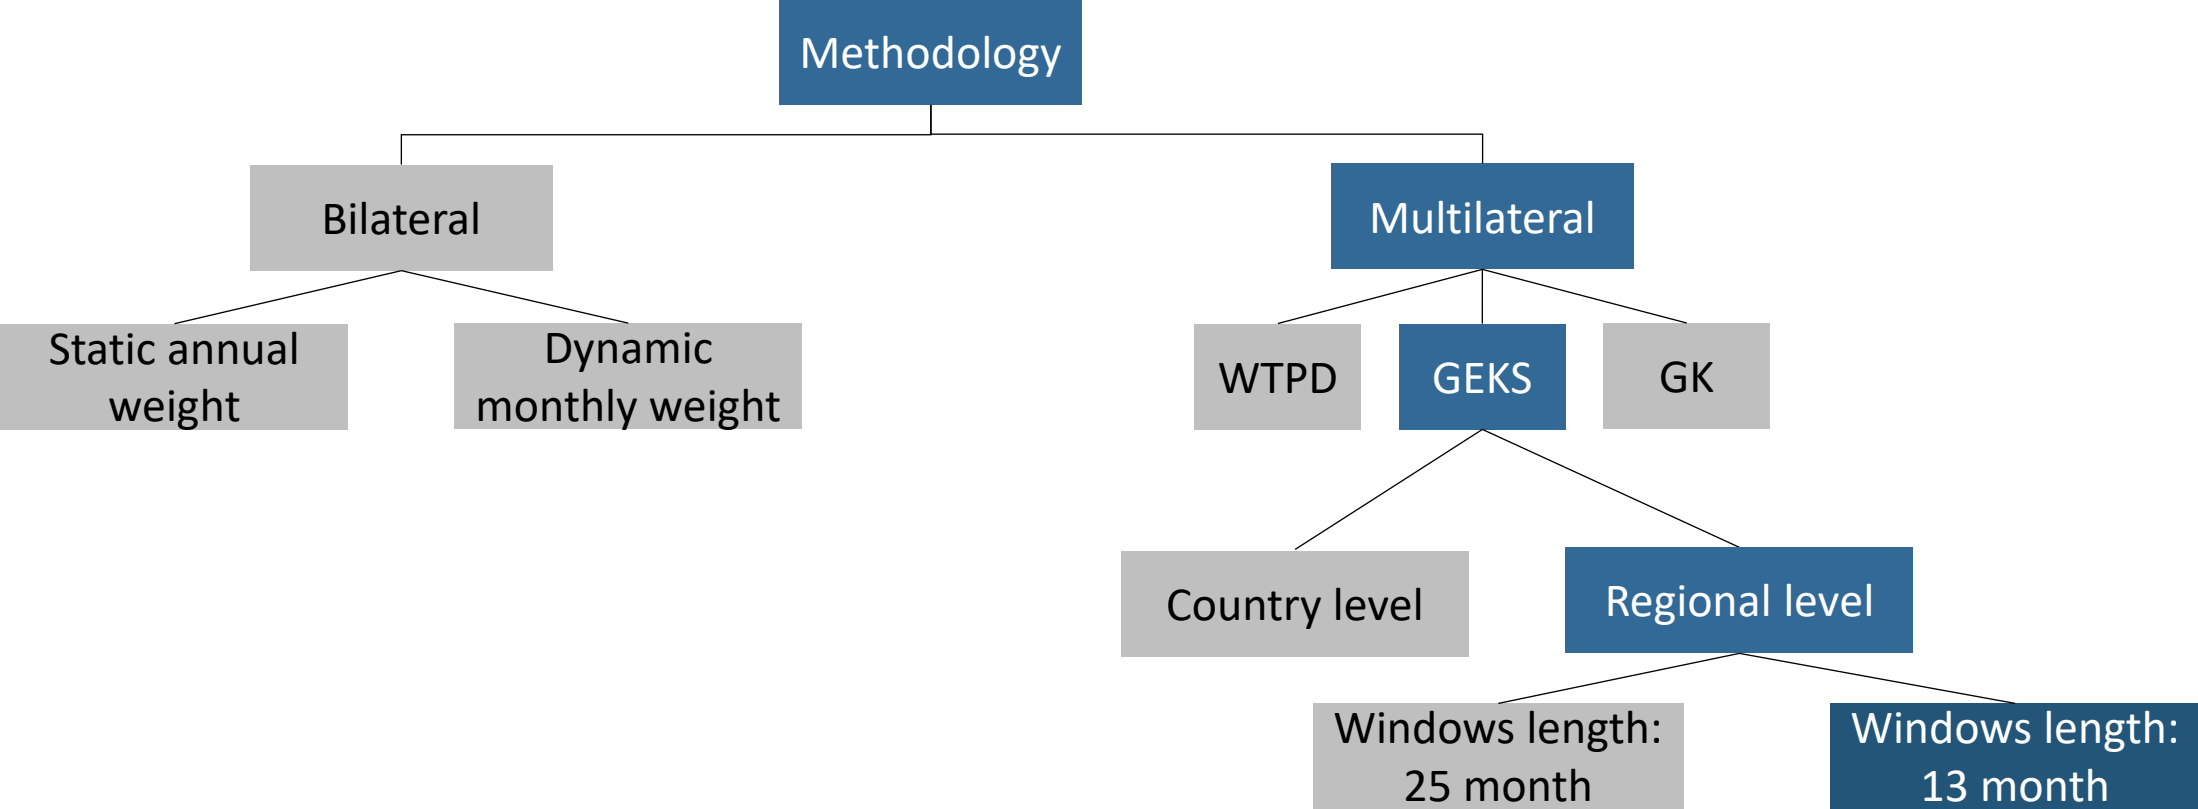 Methodology
Bilateral
Multilateral
Static annual
weight
Dynamic
monthly weight
WTPD
GEKS
GK
Country level
Regional level
Windows length:
25 month
Windows length:
13 month